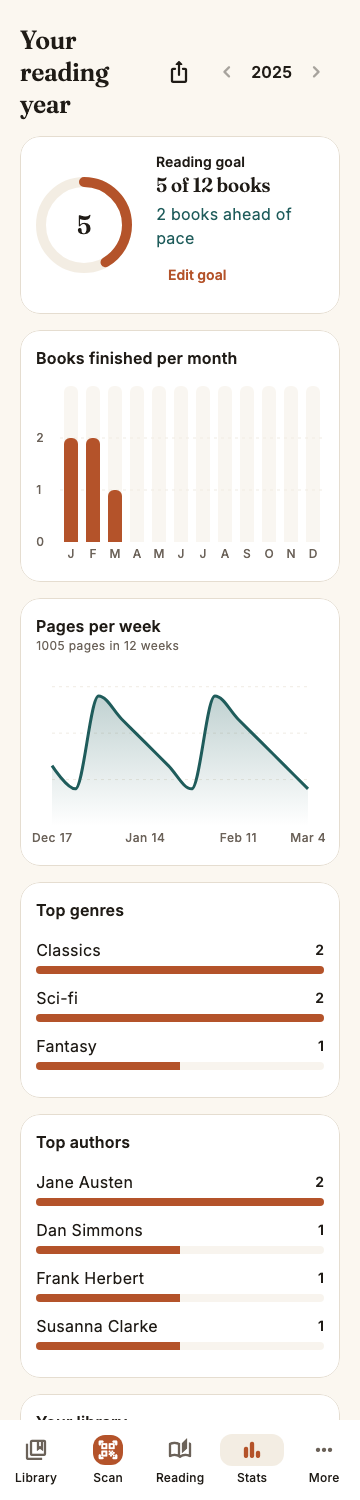 Your
reading
year
2025
5
Reading goal
5 of 12 books
2 books ahead of
pace
Edit goal
Books finished per month
2
1
0
J F M A M J J A S O N D
Pages per week
1005 pages in 12 weeks
Dec 17 Jan 14 Feb 11 Mar 4
Top genres
Classics 2
Sci-fi 2
Fantasy 1
Top authors
Jane Austen 2
Dan Simmons 1
Frank Herbert 1
Susanna Clarke 1
Your library
Library Scan Reading Stats More